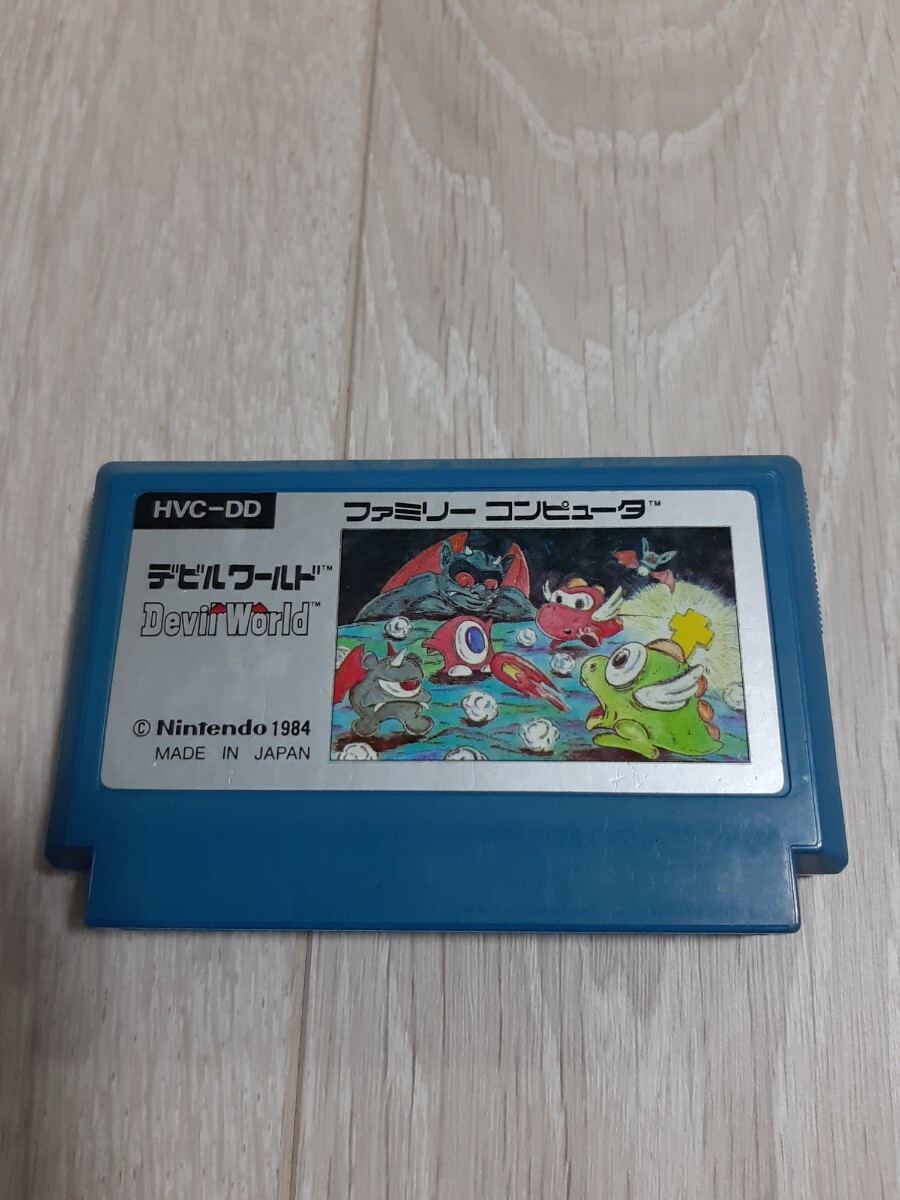 HVC-DD
ファミリー コンピュータ™
デビルワールド™
Devil World™
© Nintendo 1984
MADE IN JAPAN